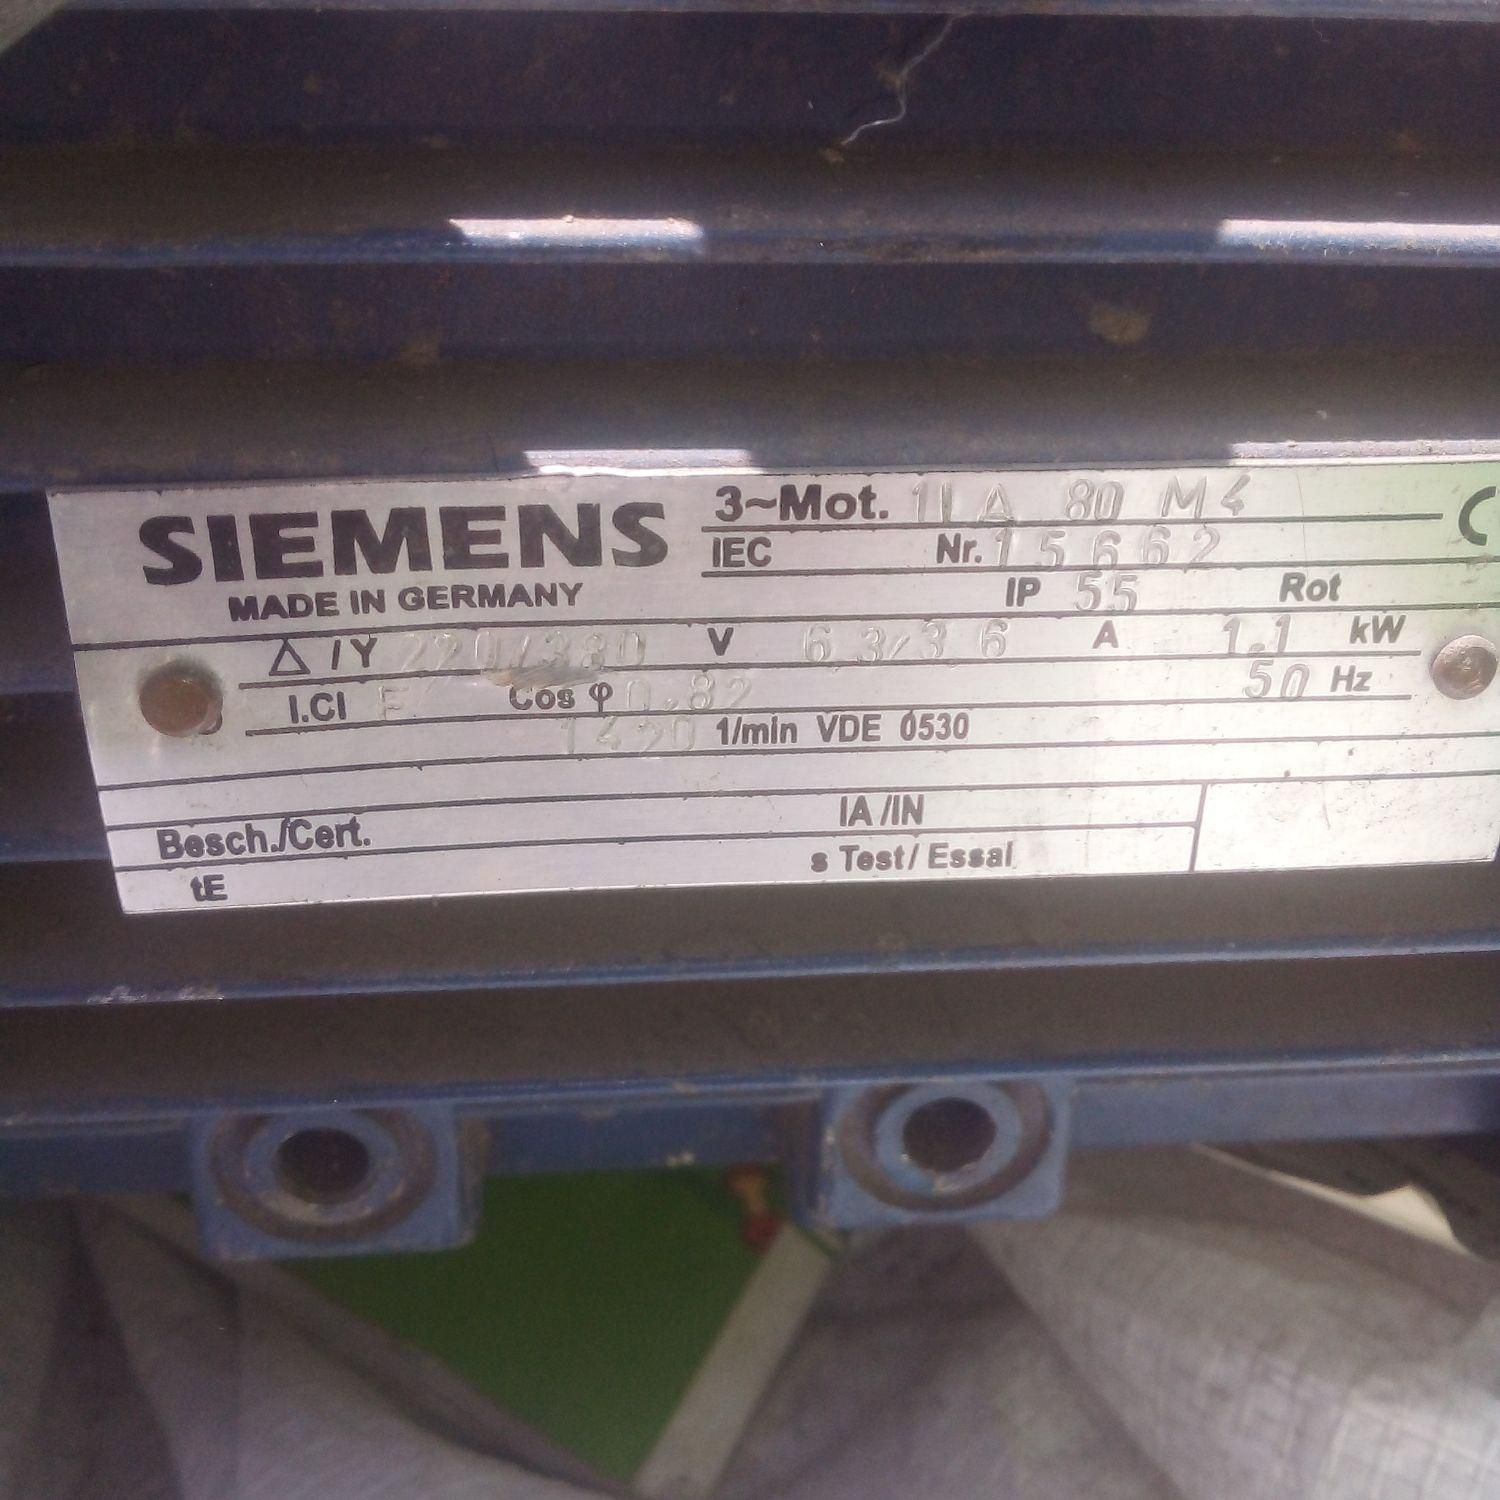 SIEMENS
MADE IN GERMANY
3~Mot. 1LA 80 M4
IEC Nr. 15662
IP 55 Rot
Δ/Y 220/380 V 6.3/3.6 A 1.1 kW
I.CI F Cos φ 0.82 50 Hz
1420 1/min VDE 0530
IA/IN
Besch./Cert.
s Test/Essai
tE